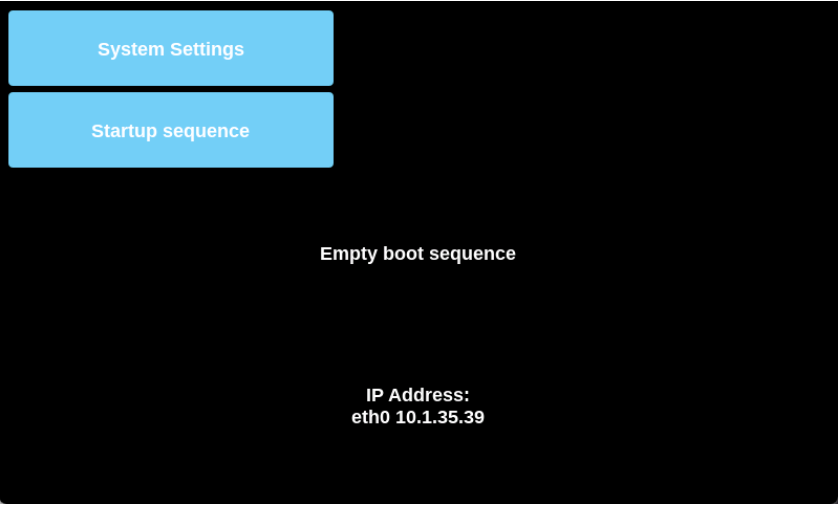 System Settings
Startup sequence
Empty boot sequence
IP Address:
eth0 10.1.35.39